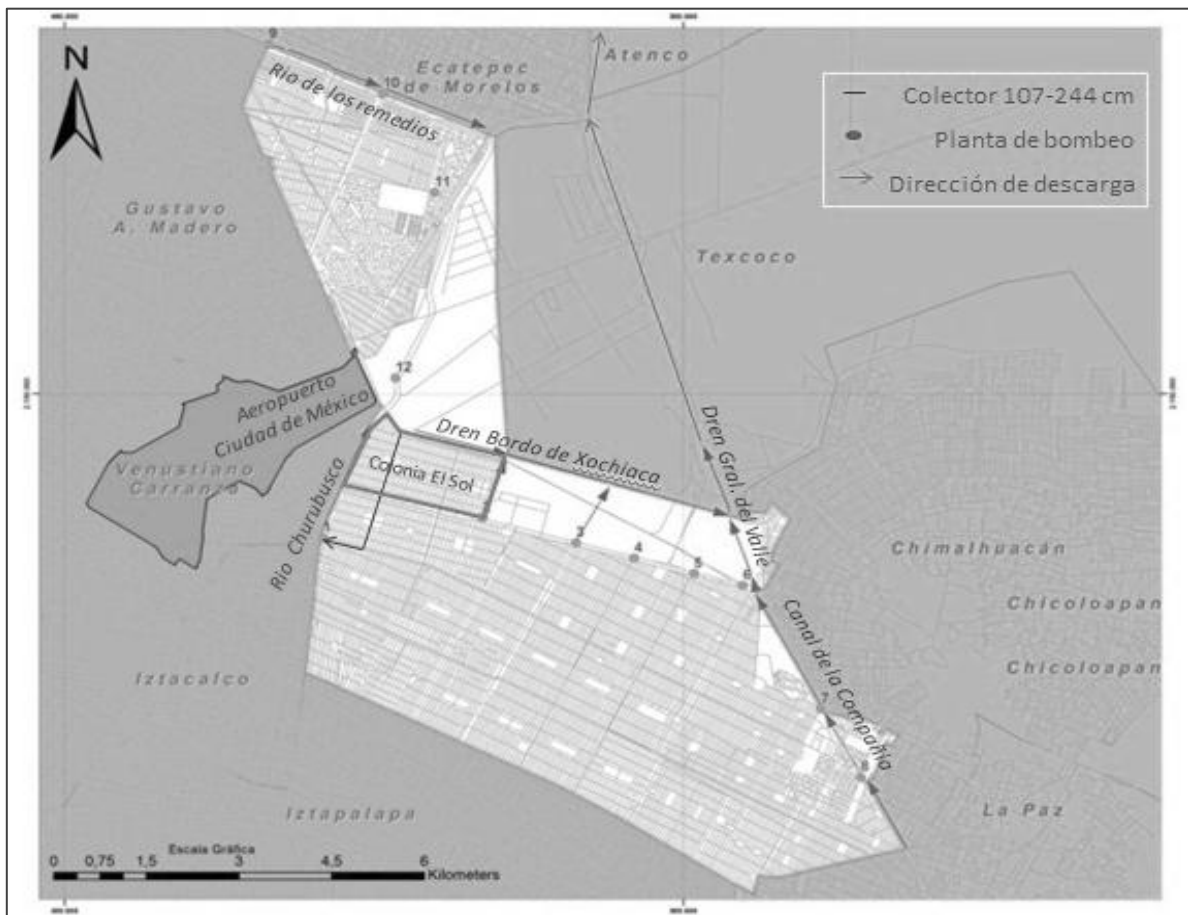 N
9
10
Rio de los remedios
Ecatepec
de Morelos
Atenco
Colector 107-244 cm
Planta de bombeo
Dirección de descarga
11
Gustavo
A. Madero
Texcoco
12
Aeropuerto
Ciudad de México
Venustiano
Carranza
Dren Bordo de Xochiaca
Colonia El Sol
Dren Gral. del Valle
Rio Churubusco
3
4
5
6
Chimalhuacán
Chicoloapan
Canal de la Compañia
Iztacalco
Chicoloapan
7
8
La Paz
Iztapalapa
Escala Gráfica
0 0,75 1,5 3 4,5 6
Kilometers